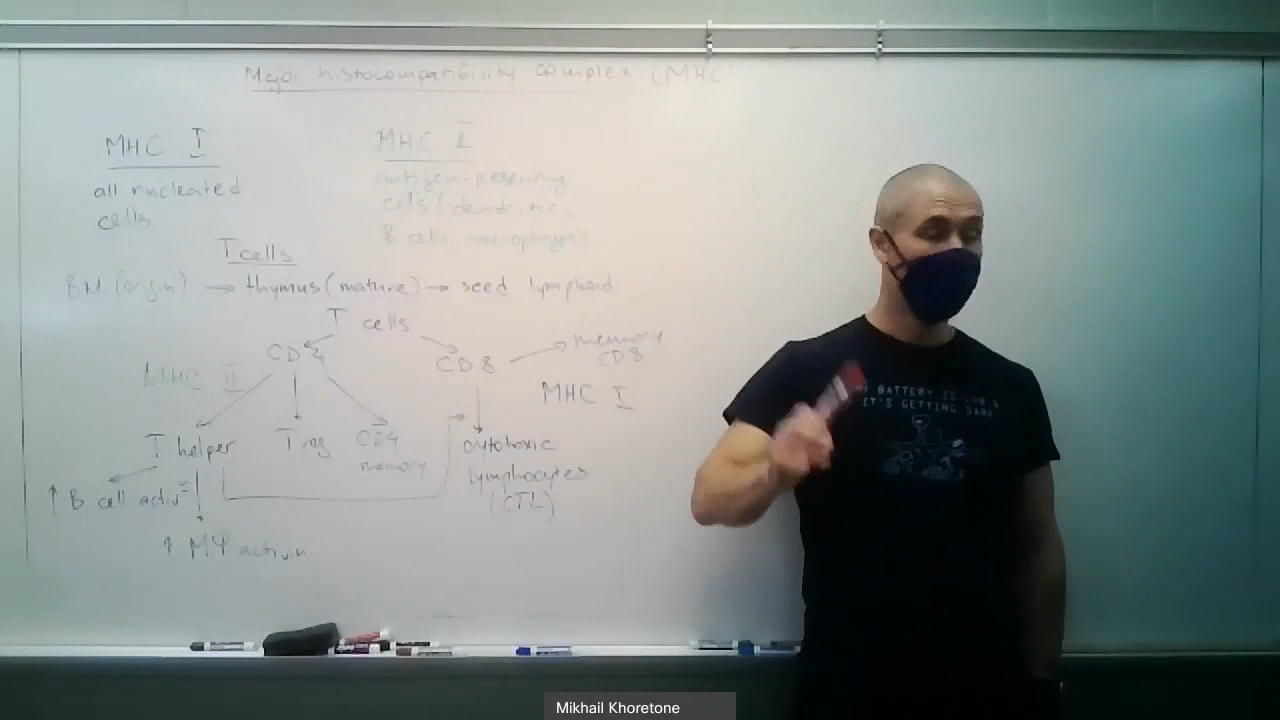 Major histocompatibility complex (MHC)
MHC I
MHC II
all nucleated
cells
antigen-presenting
cells (dendritic,
B cells, macrophages
T cells
BM (origin) → thymus (mature) → seed lymphoid
T cells
CD4
CD8
memory
CD8
MHC II
MHC I
T helper
T reg
CD4
memory
cytotoxic
lymphocytes
(CTL)
↑ B cell activ
↑ MΨ activ
MY BATTERY IS LOW &
IT'S GETTING DARK
Mikhail Khoretone